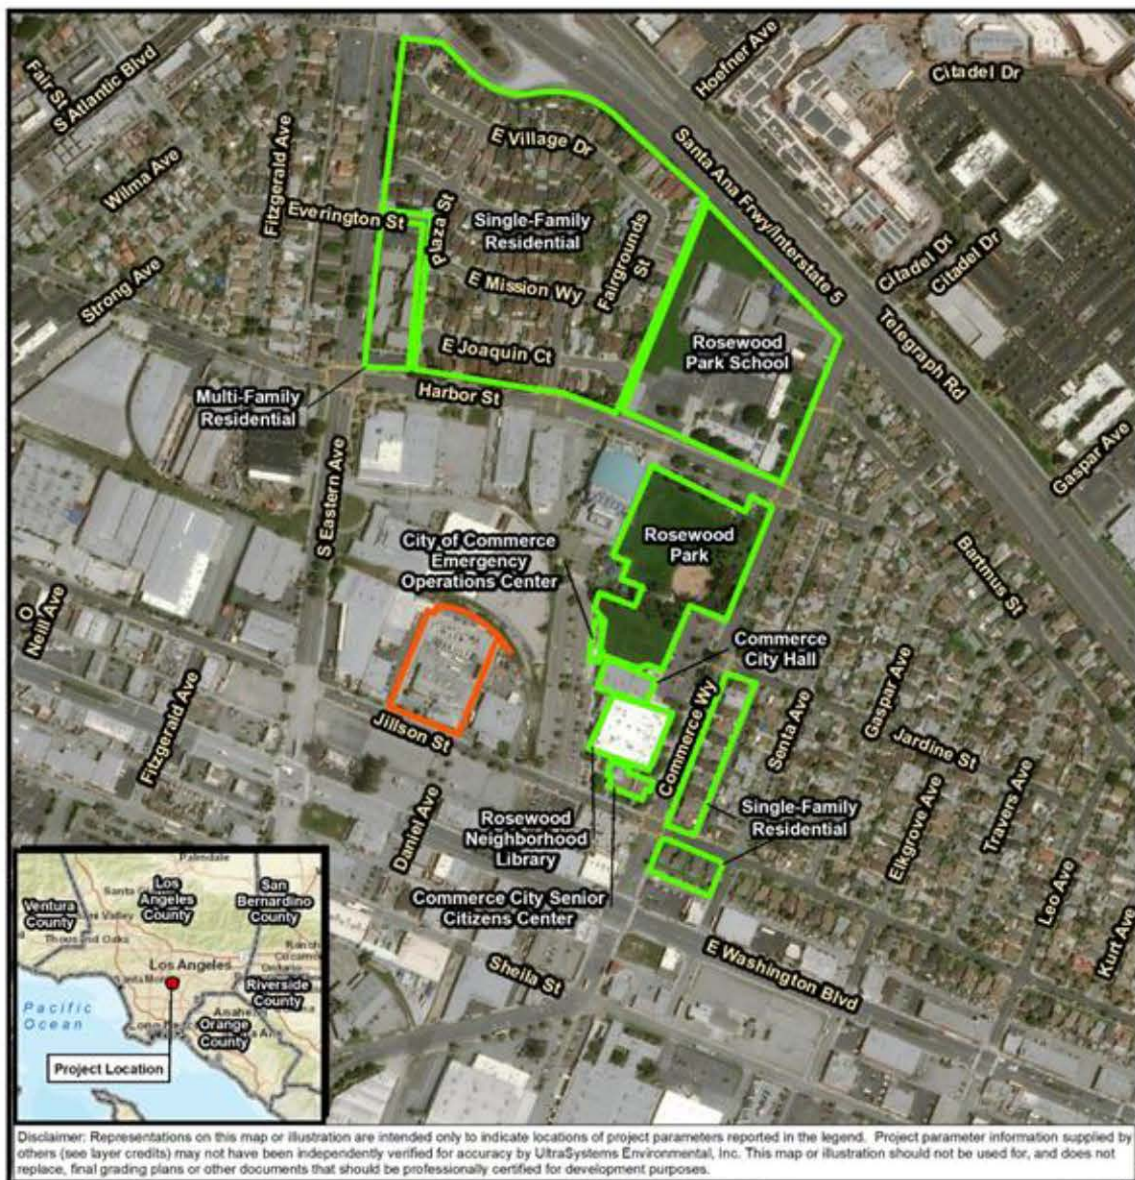 Fair St
S Atlantic Blvd
Hoefner Ave
Citadel Dr
Wilma Ave
Fitzgerald Ave
E Village Dr
Santa Ana Frwy/Interstate 5
Everington St
Plaza St
Single-Family
Residential
Fairgrounds
St
Citadel Dr
Citadel Dr
Strong Ave
E Mission Wy
Telegraph Rd
E Joaquin Ct
Rosewood
Park School
Multi-Family
Residential
Harbor St
Gaspar Ave
S Eastern Ave
City of Commerce
Emergency
Operations Center
Rosewood
Park
Bartmus St
O
Neill Ave
Commerce
City Hall
Fitzgerald Ave
Jillson St
Commerce Wy
Senta Ave
Gaspar Ave
Jardine St
Daniel Ave
Rosewood
Neighborhood
Library
Single-Family
Residential
Elkgrove Ave
Travers Ave
Commerce City Senior
Citizens Center
Leo Ave
Kurt Ave
Sheila St
E Washington Blvd
Palmdale
Los
Angeles
County
San
Bernardino
County
Ventura
County
Thousand Oaks
Los Angeles
Ontario
Riverside
County
Pacific
Ocean
Anaheim
Orange
County
Project Location
Disclaimer: Representations on this map or illustration are intended only to indicate locations of project parameters reported in the legend. Project parameter information supplied by
others (see layer credits) may not have been independently verified for accuracy by UltraSystems Environmental, Inc. This map or illustration should not be used for, and does not
replace, final grading plans or other documents that should be professionally certified for development purposes.